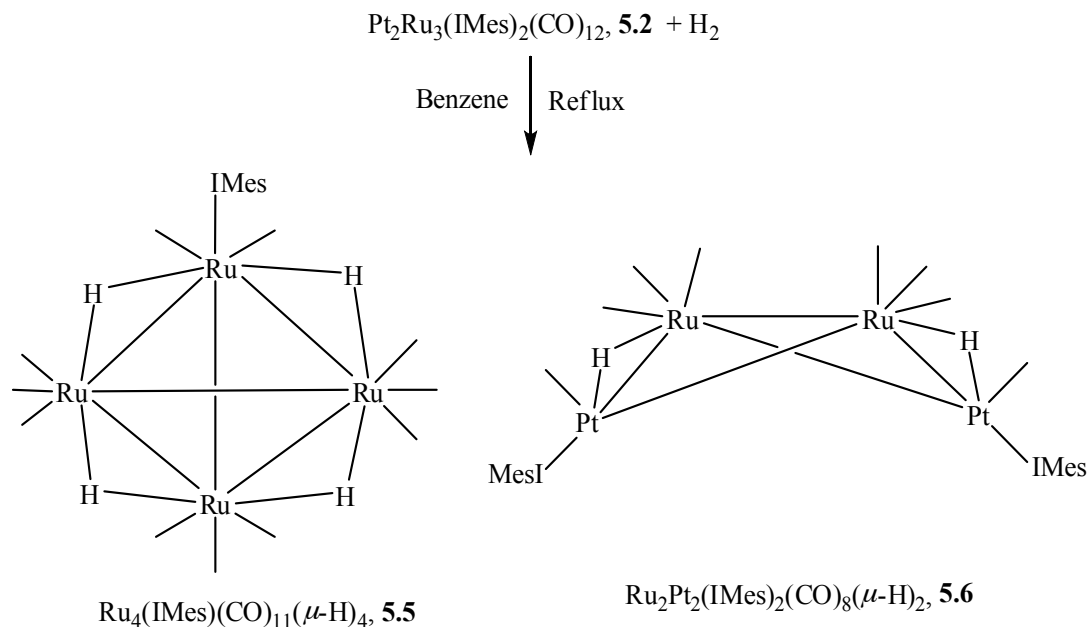 Pt2Ru3(IMes)2(CO)12, 5.2 + H2
Benzene Reflux
IMes
Ru
H H
Ru Ru
H H
Ru
Ru Ru
H H
Pt Pt
MesI IMes
Ru4(IMes)(CO)11(μ-H)4, 5.5
Ru2Pt2(IMes)2(CO)8(μ-H)2, 5.6